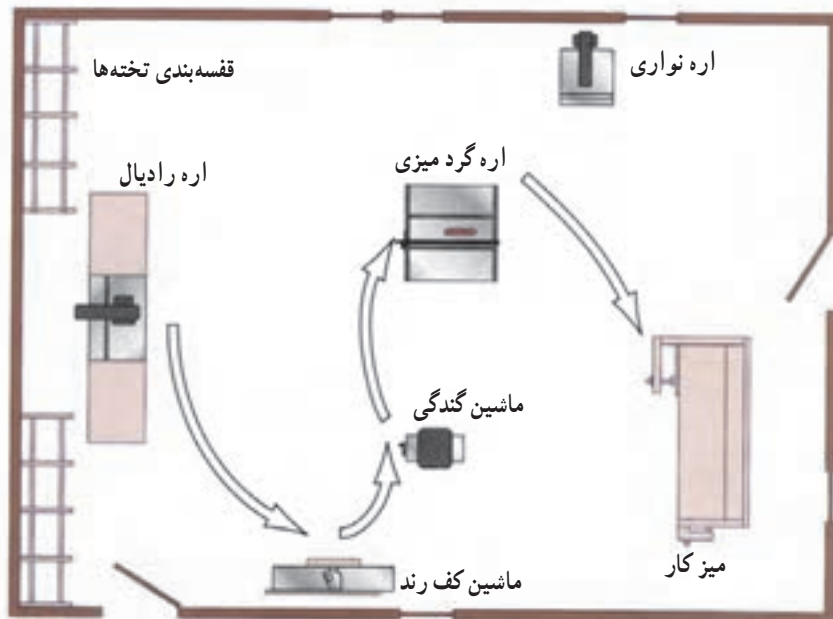 قفسه‌بندی تخته‌ها
اره نواری
اره رادیال
اره گرد میزی
ماشین گندگی
ماشین کف رند
میز کار